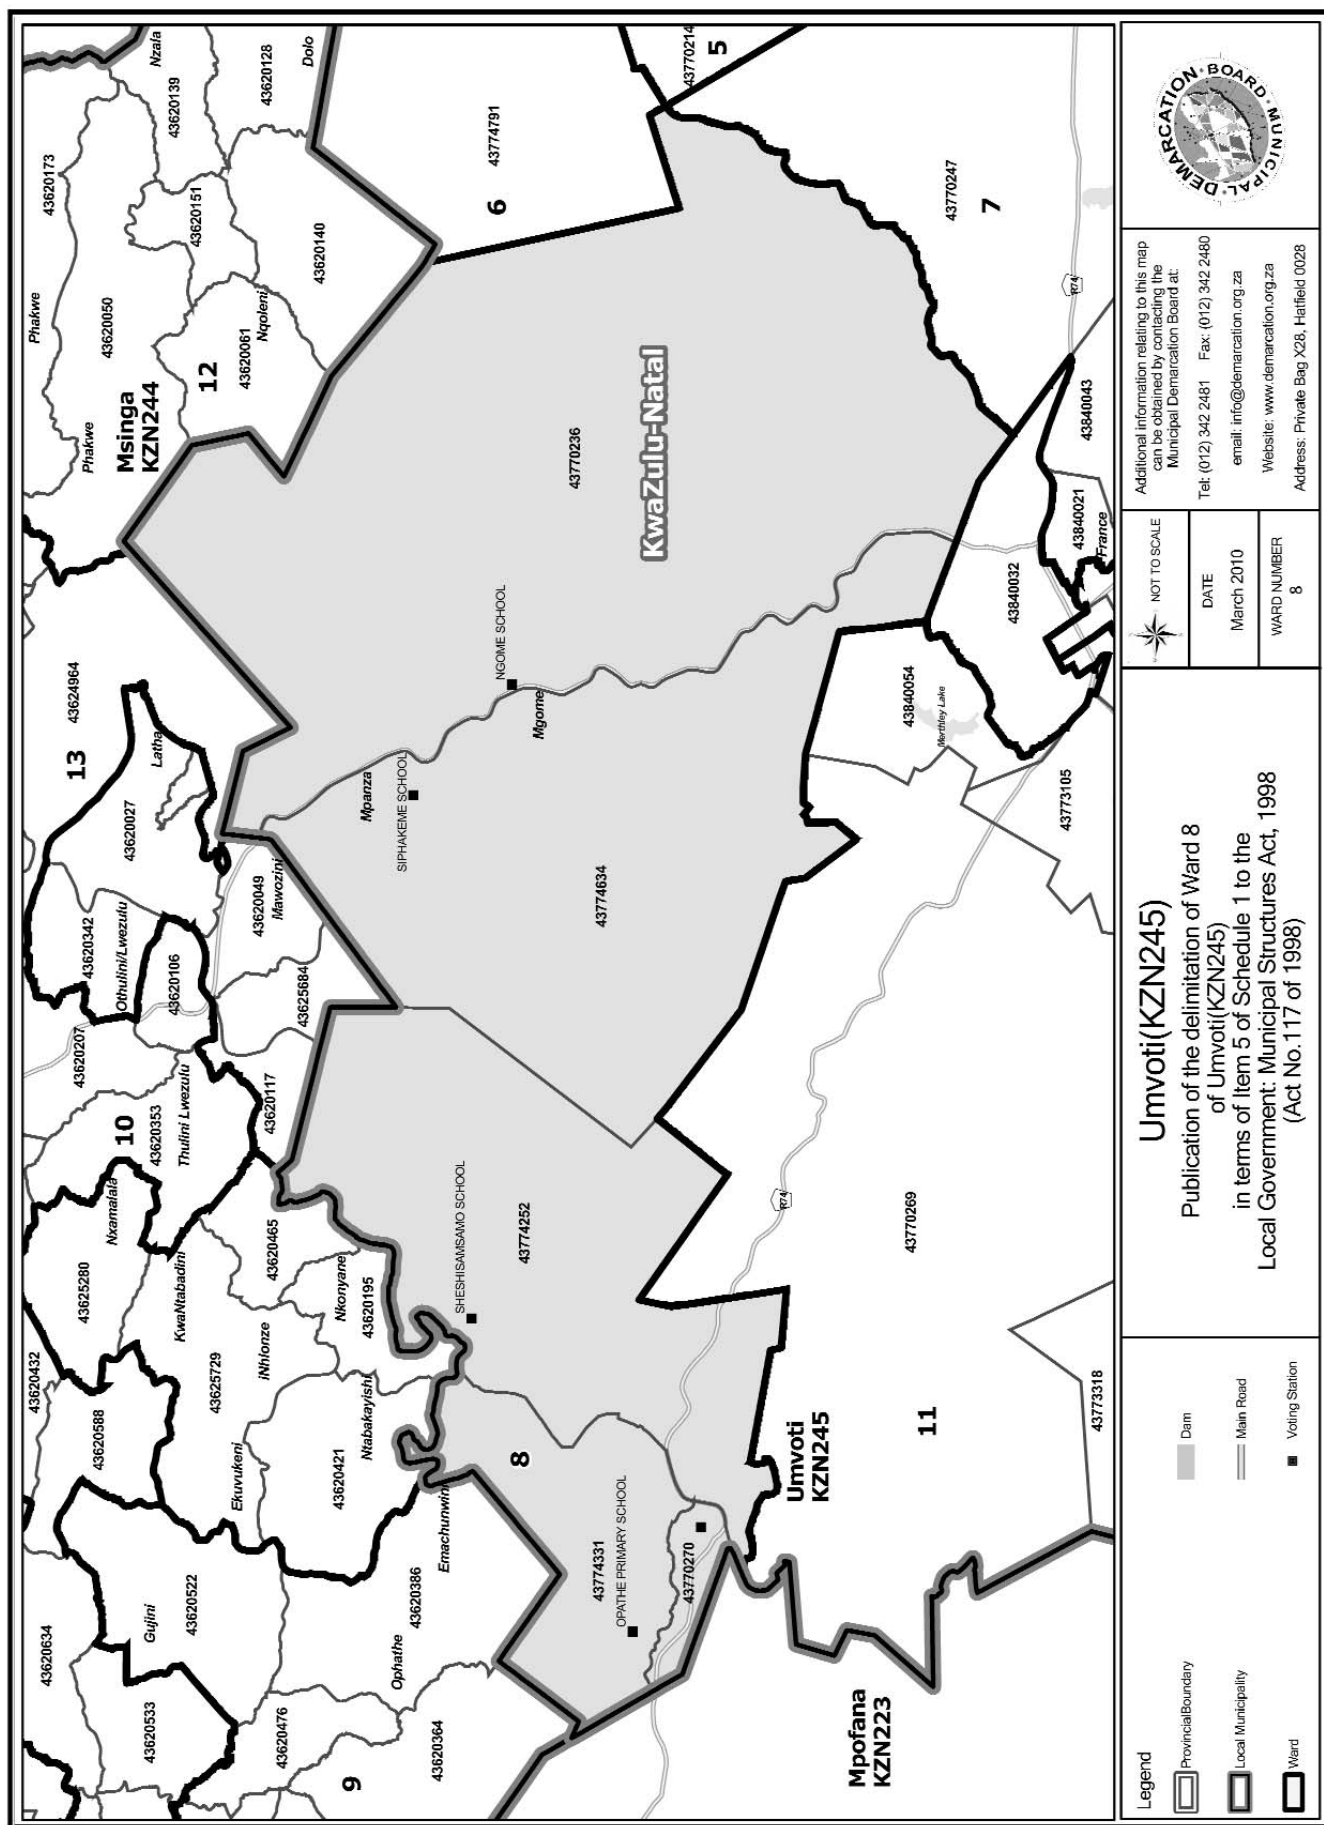 Phakwe
43620173
Nzala
43620139
43620128
Dolo
Phakwe
43620050
43620151
43620140
Msinga
KZN244
12
43620061
Nqoleni
43774791
6
43770214
5
43770247
7
R74
KwaZulu-Natal
43770236
43624964
13
Latha
43620027
43620342
Othulini/Lwezulu
43620106
43620049
Mawozini
43625684
43620207
10
43620353
Thulini Lwezulu
43620117
Nxamalala
43625280
43620432
43620588
KwaNtabadini
43620465
Nkonyane
43620195
iNhlonze
43625729
Ekuvukeni
43620421
Ntabakayishi
Emachunwini
43620386
Ophathe
Gujini
43620522
43620634
43620533
43620476
43620364
9
NGOME SCHOOL
Mgome
Mpanza
SIPHAKEME SCHOOL
43774634
SHESHISAMSAMO SCHOOL
43774252
8
43774331
OPATHE PRIMARY SCHOOL
43770270
Umvoti
KZN245
11
43770269
R74
43773318
43773105
43840054
Merthley Lake
43840032
43840021
France
43840043
Mpofana
KZN223
Legend
ProvincialBoundary
Local Municipality
Ward
Dam
Main Road
Voting Station
Umvoti(KZN245)
Publication of the delimitation of Ward 8
of Umvoti(KZN245)
in terms of Item 5 of Schedule 1 to the
Local Government: Municipal Structures Act, 1998
(Act No.117 of 1998)
NOT TO SCALE
DATE
March 2010
WARD NUMBER
8
Additional information relating to this map
can be obtained by contacting the
Municipal Demarcation Board at:
Tel: (012) 342 2481 Fax: (012) 342 2480
email: info@demarcation.org.za
Website: www.demarcation.org.za
Address: Private Bag X28, Hatfield 0028
MUNICIPAL DEMARCATION BOARD